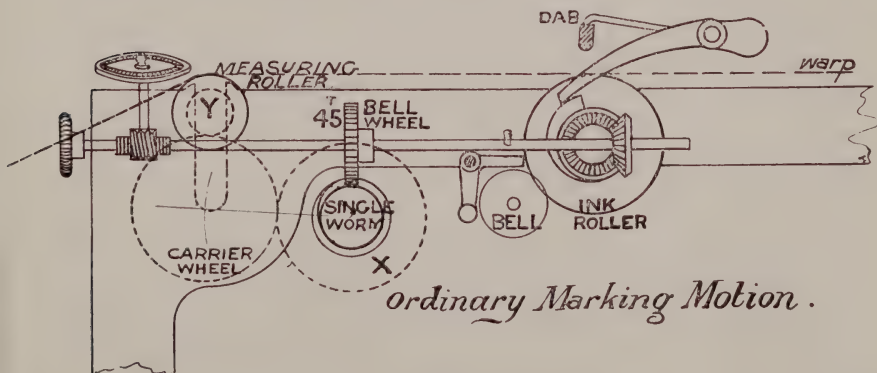 DAB
MEASURING
ROLLER.
warp
Y
45
BELL
WHEEL
SINGLE
WORM
BELL
INK
ROLLER
CARRIER
WHEEL
X
Ordinary Marking Motion.